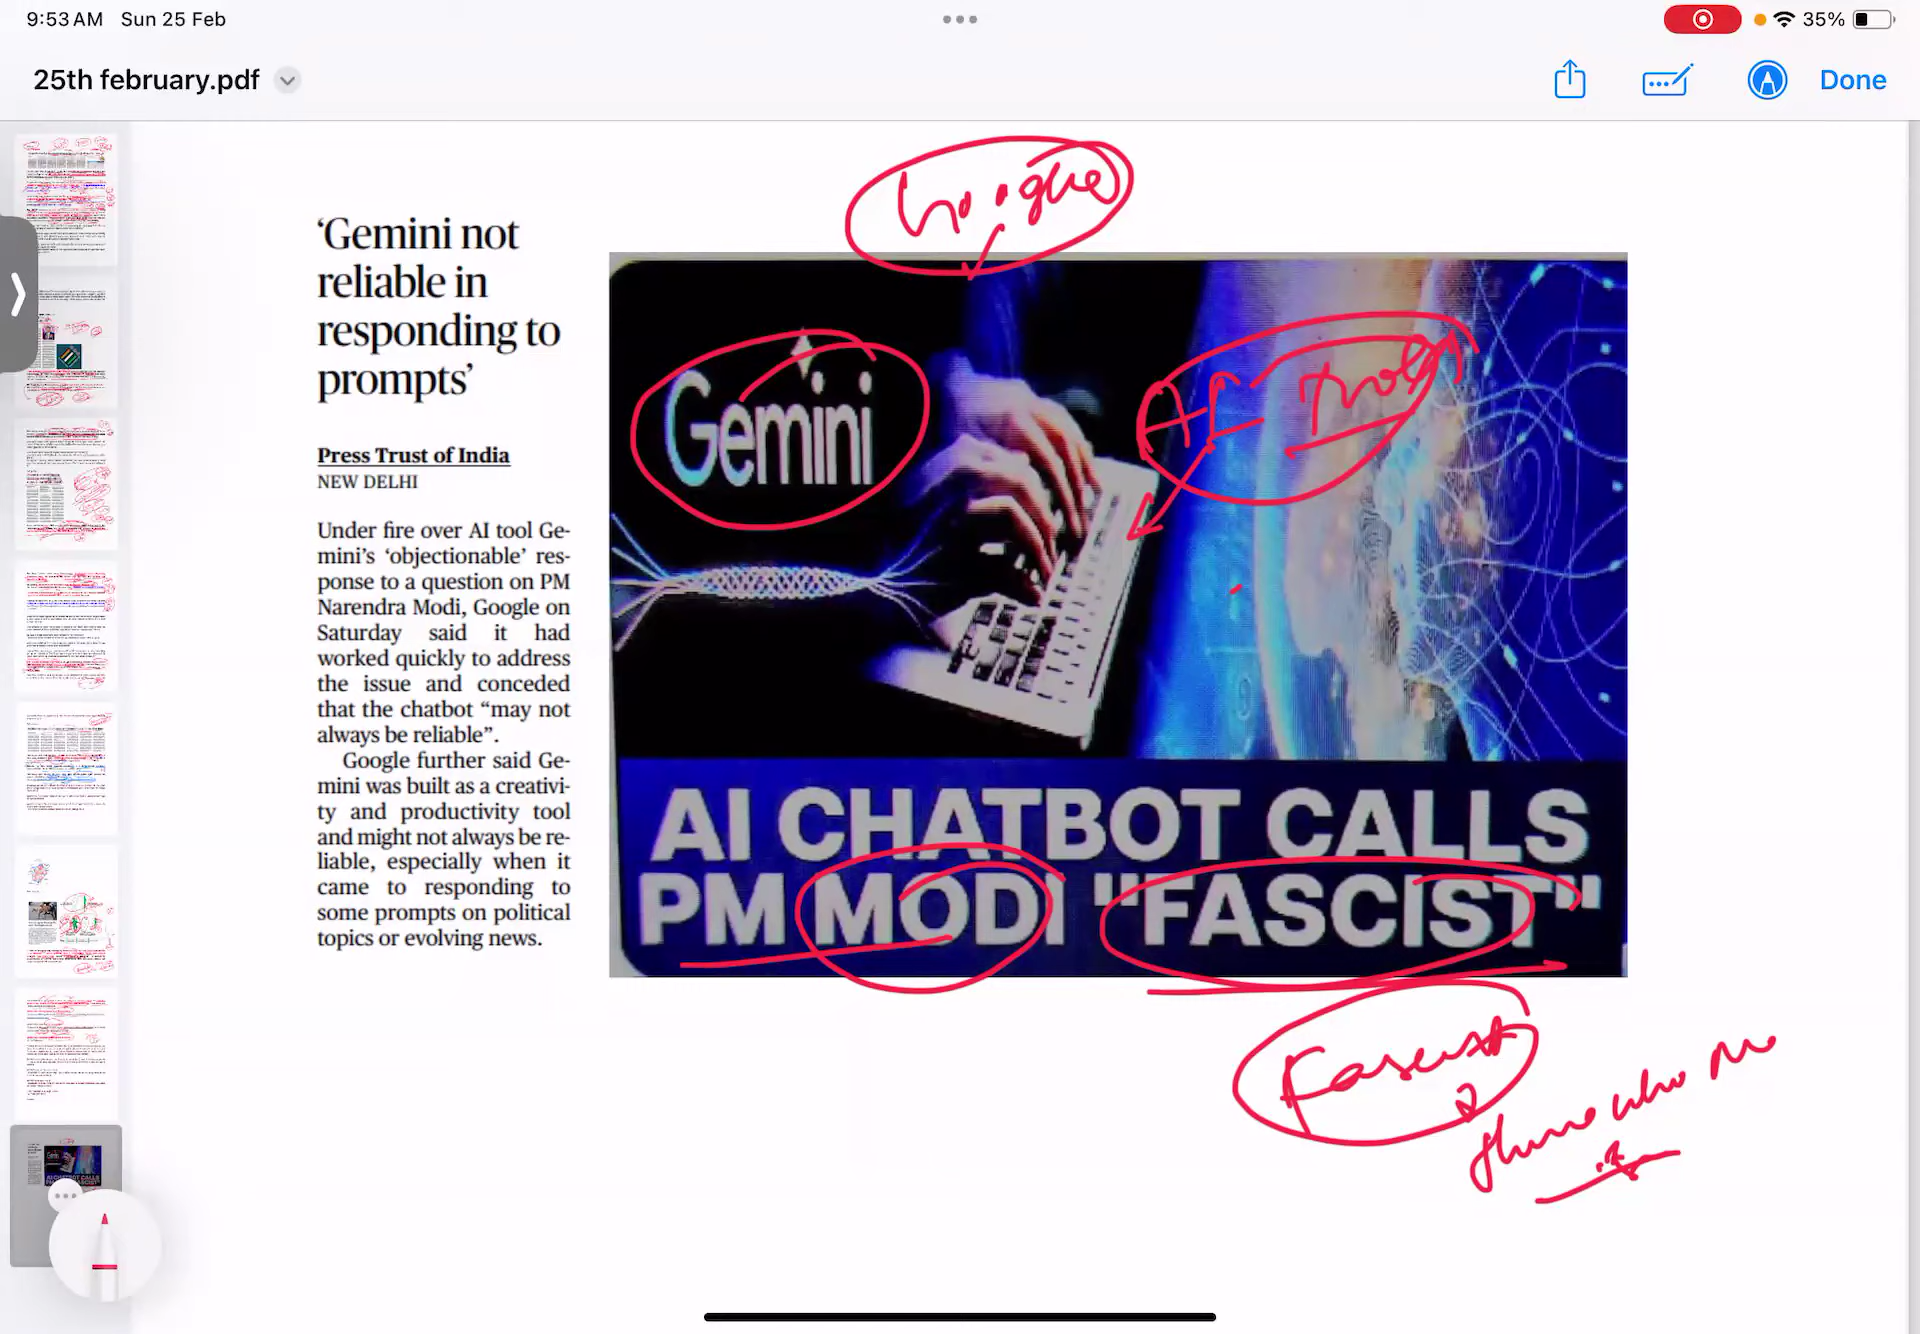 9:53 AM Sun 25 Feb
35%
25th february.pdf
Done
Google
‘Gemini not
reliable in
responding to
prompts’
Press Trust of India
NEW DELHI
Under fire over AI tool Ge-
mini’s ‘objectionable’ res-
ponse to a question on PM
Narendra Modi, Google on
Saturday said it had
worked quickly to address
the issue and conceded
that the chatbot “may not
always be reliable”.
Google further said Ge-
mini was built as a creativi-
ty and productivity tool
and might not always be re-
liable, especially when it
came to responding to
some prompts on political
topics or evolving news.
Gemini
AI
AI CHATBOT CALLS
PM MODI "FASCIST"
Fascist
those who